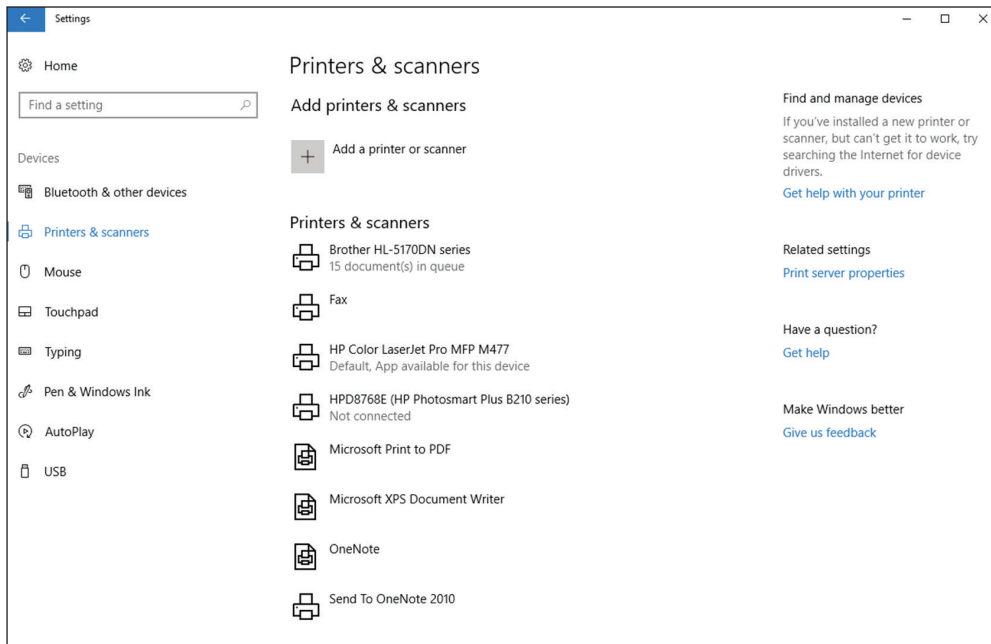 Settings
Home
Find a setting
Devices
Bluetooth & other devices
Printers & scanners
Mouse
Touchpad
Typing
Pen & Windows Ink
AutoPlay
USB
Printers & scanners
Add printers & scanners
Add a printer or scanner
Printers & scanners
Brother HL-5170DN series
15 document(s) in queue
Fax
HP Color LaserJet Pro MFP M477
Default, App available for this device
HPD8768E (HP Photosmart Plus B210 series)
Not connected
Microsoft Print to PDF
Microsoft XPS Document Writer
OneNote
Send To OneNote 2010
Find and manage devices
If you've installed a new printer or
scanner, but can't get it to work, try
searching the Internet for device
drivers.
Get help with your printer
Related settings
Print server properties
Have a question?
Get help
Make Windows better
Give us feedback